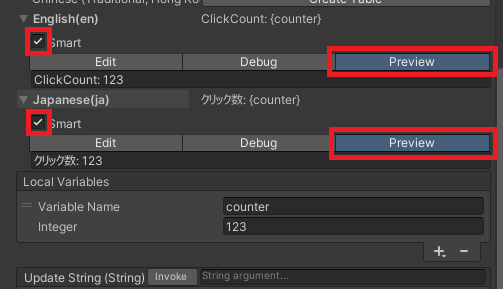 Chinese (Traditional, Hong Ko
Create Table
English(en) ClickCount: {counter}
Smart
Edit Debug Preview
ClickCount: 123
Japanese(ja) クリック数: {counter}
Smart
Edit Debug Preview
クリック数: 123
Local Variables
Variable Name counter
Integer 123
Update String (String) Invoke String argument...